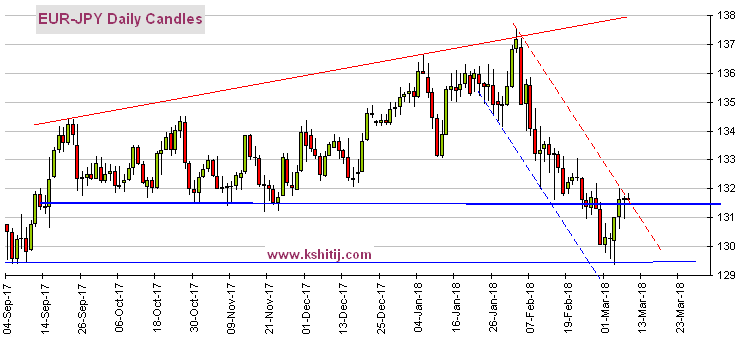 EUR-JPY Daily Candles
138
137
136
135
134
133
132
131
130
129
www.kshitij.com
04-Sep-17
14-Sep-17
26-Sep-17
06-Oct-17
18-Oct-17
30-Oct-17
09-Nov-17
21-Nov-17
01-Dec-17
13-Dec-17
25-Dec-17
04-Jan-18
16-Jan-18
26-Jan-18
07-Feb-18
19-Feb-18
01-Mar-18
13-Mar-18
23-Mar-18